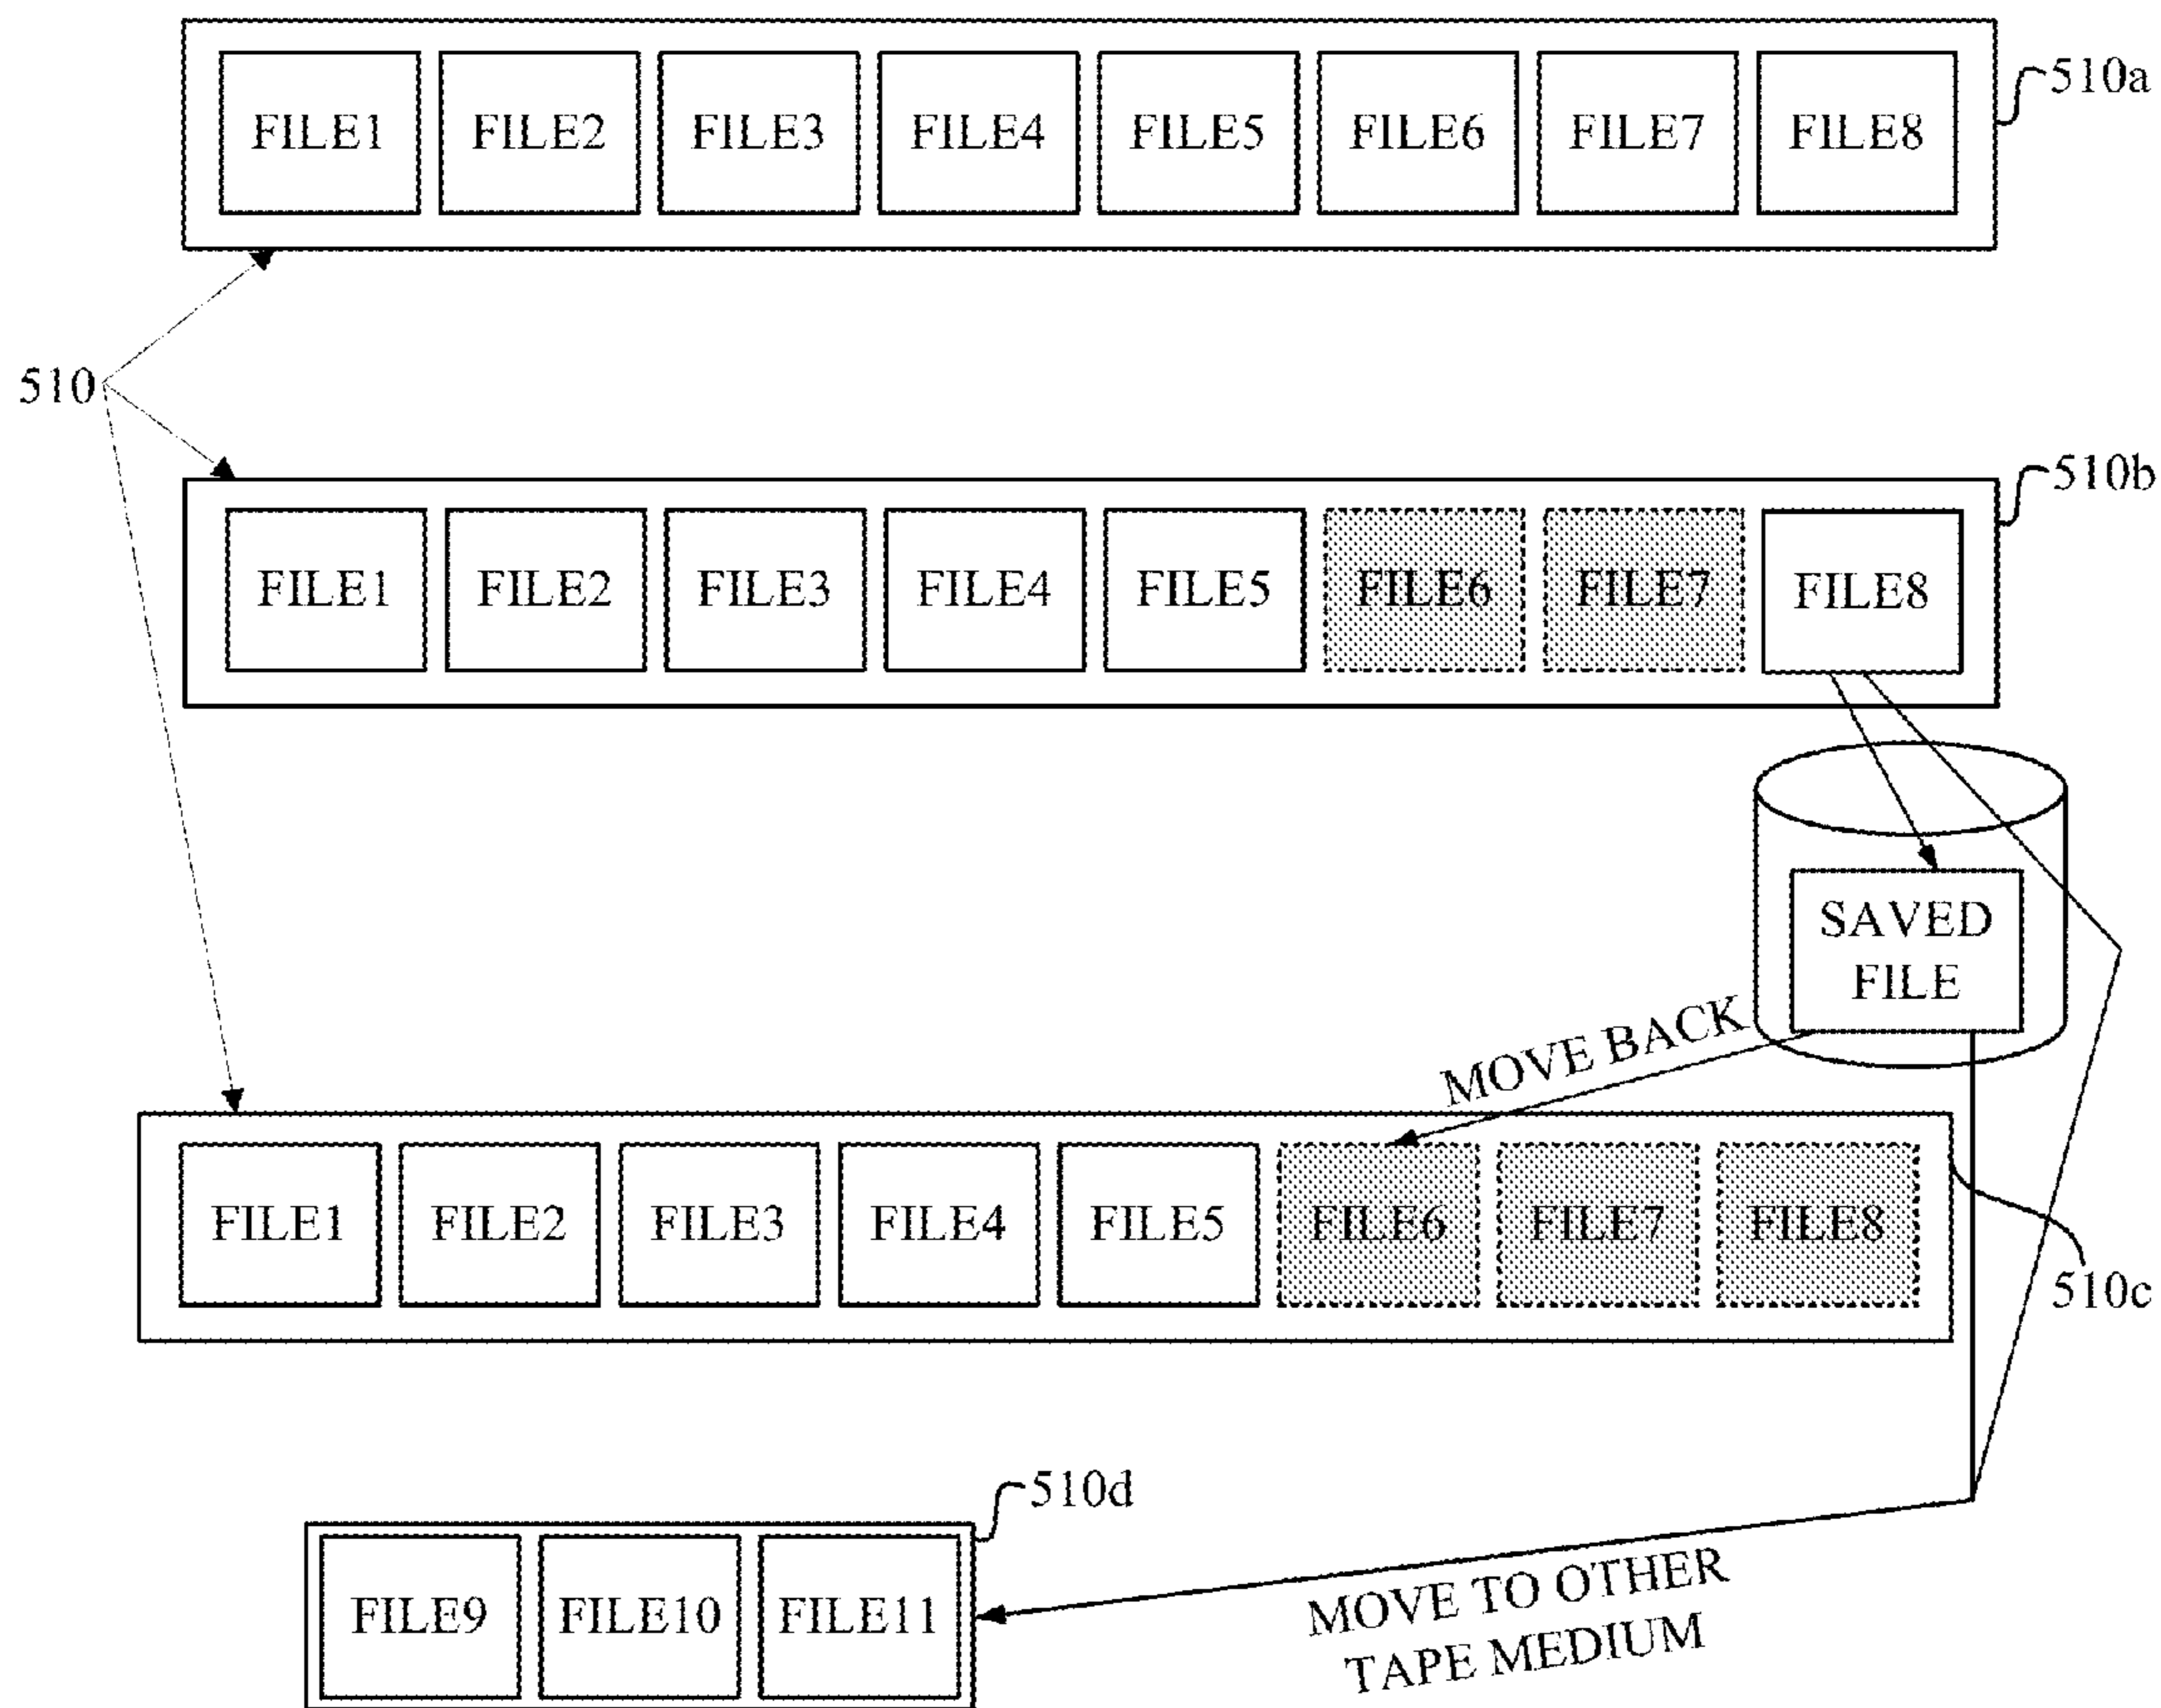 510a
FILE1 FILE2 FILE3 FILE4 FILE5 FILE6 FILE7 FILE8
510
510b
FILE1 FILE2 FILE3 FILE4 FILE5 FILE6 FILE7 FILE8
SAVED
FILE
MOVE BACK
FILE1 FILE2 FILE3 FILE4 FILE5 FILE6 FILE7 FILE8
510c
510d
FILE9 FILE10 FILE11
MOVE TO OTHER
TAPE MEDIUM